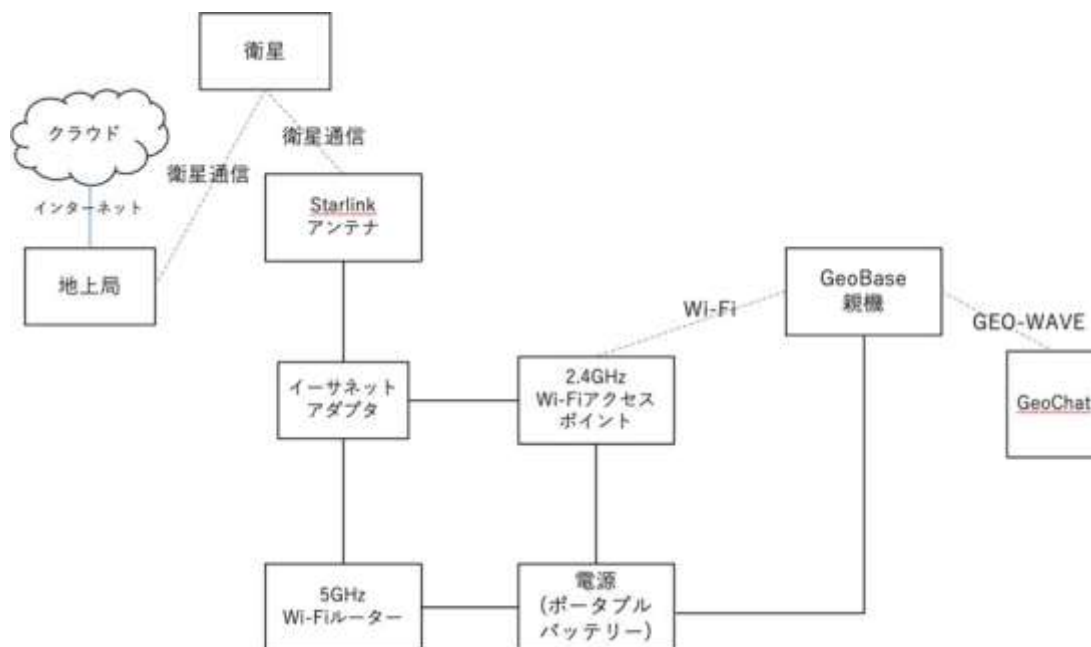 衛星
クラウド
衛星通信
衛星通信
インターネット
Starlink
アンテナ
地上局
GeoBase
親機
Wi-Fi
GEO-WAVE
イーサネット
アダプタ
2.4GHz
Wi-Fiアクセス
ポイント
GeoChat
5GHz
Wi-Fiルーター
電源
(ポータブル
バッテリー)